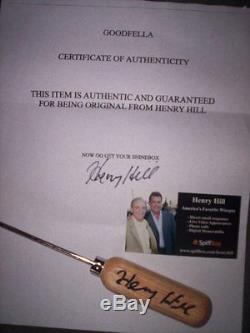 GOODFELLA
CERTIFICATE OF AUTHENTICITY
THIS ITEM IS AUTHENTIC AND GUARANTEED
FOR BEING ORIGINAL FROM HENRY HILL
NOW GO GET YOUR SHINEBOX
Henry Hill
Henry Hill
America's Favorite Wiseguy
SpiffBox
Henry Hill